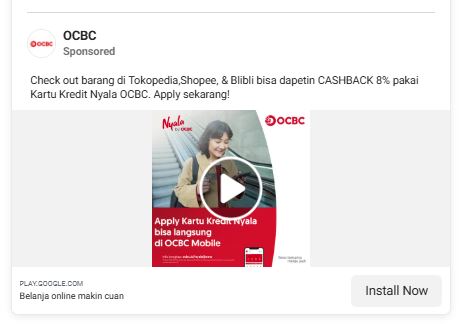 OCBC
OCBC
Sponsored
Check out barang di Tokopedia,Shopee, & Blibli bisa dapetin CASHBACK 8% pakai
Kartu Kredit Nyala OCBC. Apply sekarang!
Nyala
by OCBC
OCBC
Apply Kartu Kredit Nyala
bisa langsung
di OCBC Mobile
PLAY.GOOGLE.COM
Belanja online makin cuan
Install Now